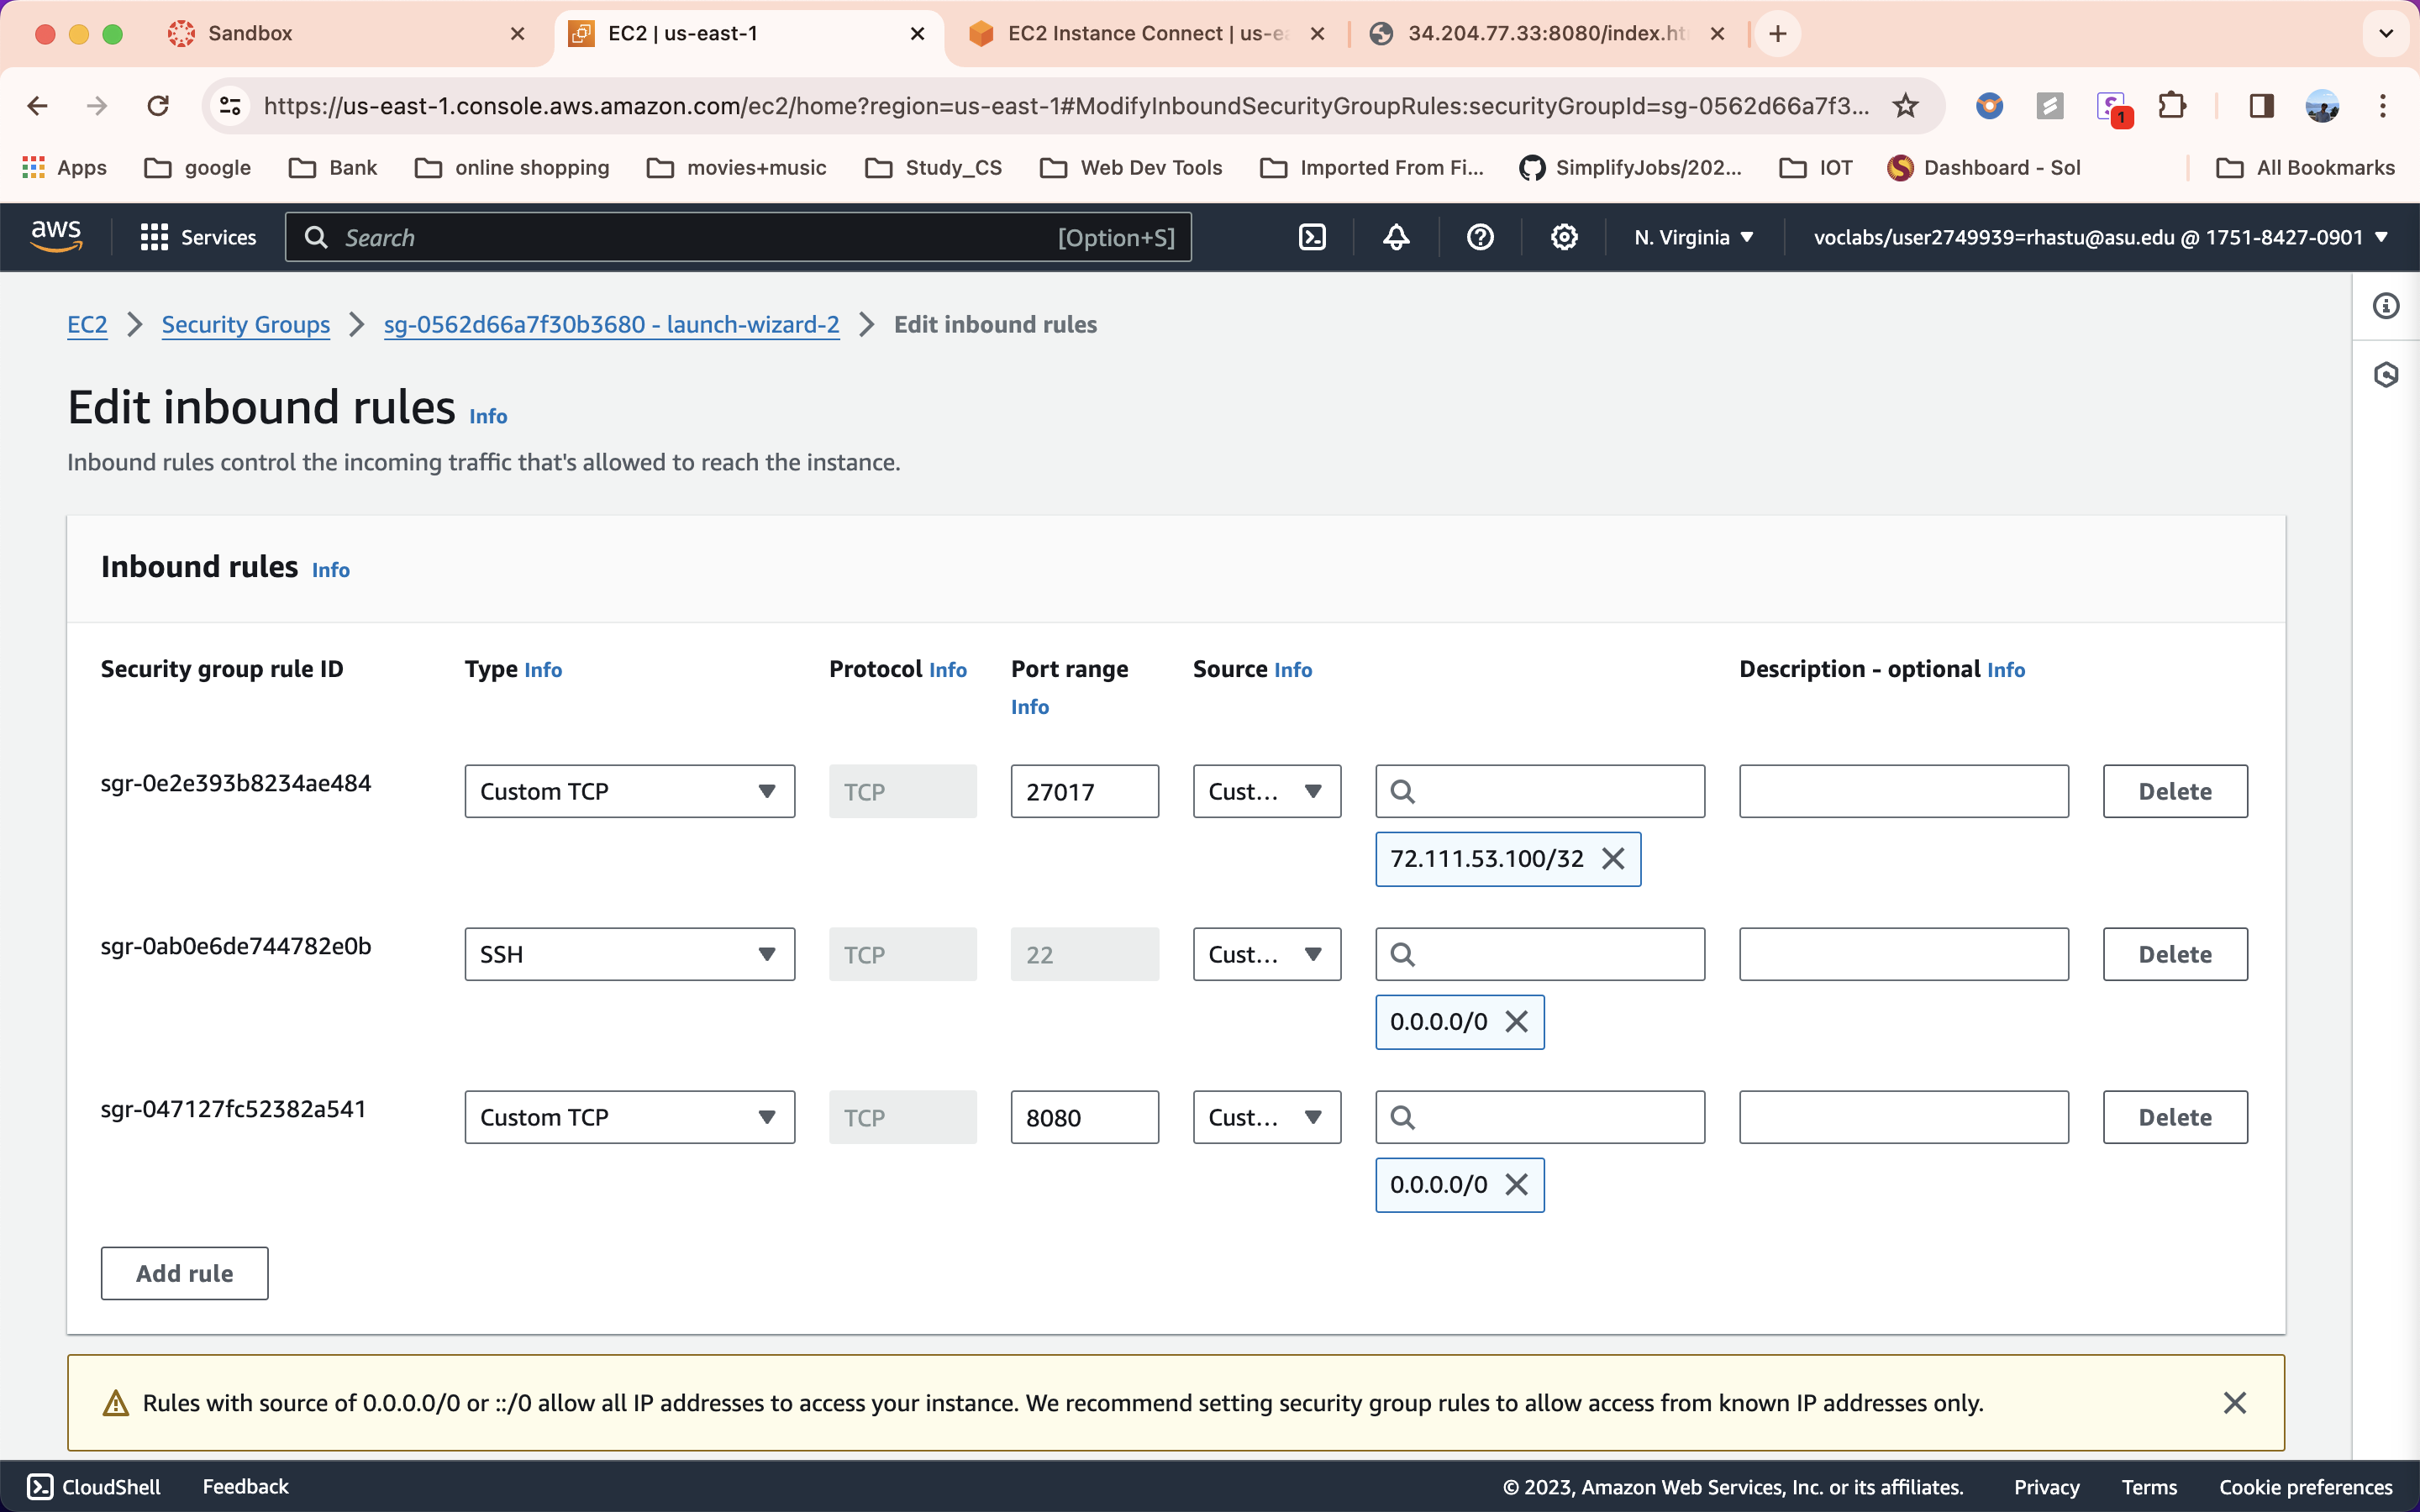 Sandbox
EC2 | us-east-1
EC2 Instance Connect | us-ea
34.204.77.33:8080/index.ht
https://us-east-1.console.aws.amazon.com/ec2/home?region=us-east-1#ModifyInboundSecurityGroupRules:securityGroupId=sg-0562d66a7f3...
1
Apps
google
Bank
online shopping
movies+music
Study_CS
Web Dev Tools
Imported From Fi...
SimplifyJobs/202...
IOT
Dashboard - Sol
All Bookmarks
aws
Services
Search
[Option+S]
N. Virginia
voclabs/user2749939=rhastu@asu.edu @ 1751-8427-0901
EC2
Security Groups
sg-0562d66a7f30b3680 - launch-wizard-2
Edit inbound rules
Edit inbound rules Info
Inbound rules control the incoming traffic that's allowed to reach the instance.
Inbound rules Info
Security group rule ID
Type Info
Protocol Info
Port range
Info
Source Info
Description - optional Info
sgr-0e2e393b8234ae484
Custom TCP
TCP
27017
Cust...
Delete
72.111.53.100/32
sgr-0ab0e6de744782e0b
SSH
TCP
22
Cust...
Delete
0.0.0.0/0
sgr-047127fc52382a541
Custom TCP
TCP
8080
Cust...
Delete
0.0.0.0/0
Add rule
Rules with source of 0.0.0.0/0 or ::/0 allow all IP addresses to access your instance. We recommend setting security group rules to allow access from known IP addresses only.
CloudShell
Feedback
© 2023, Amazon Web Services, Inc. or its affiliates.
Privacy
Terms
Cookie preferences